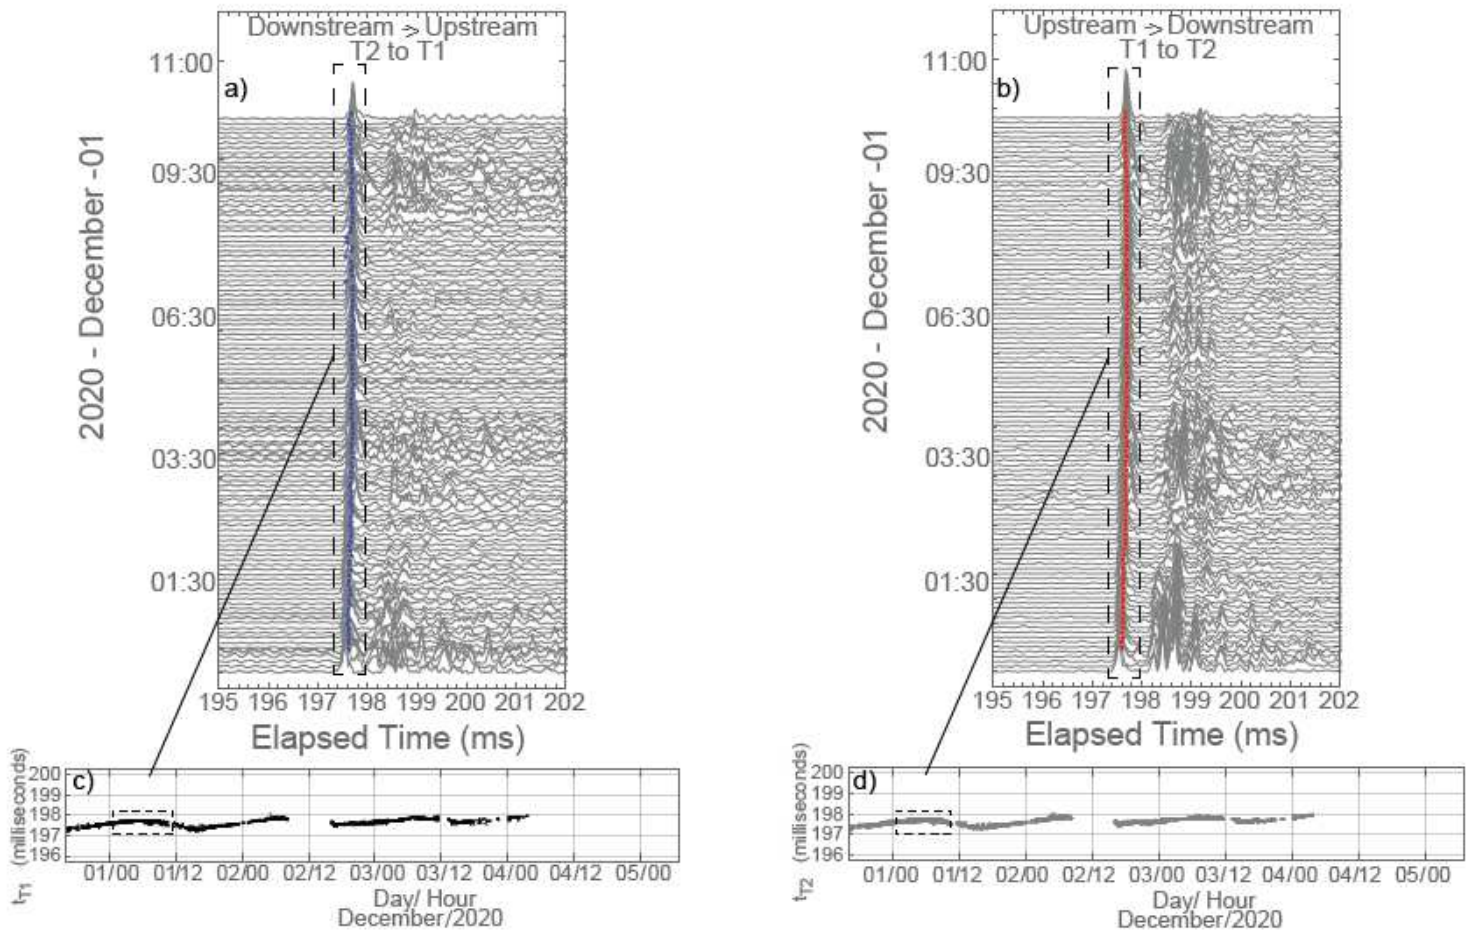 Downstream -> Upstream
T2 to T1
a)
11:00
09:30
06:30
03:30
01:30
2020 - December -01
195 196 197 198 199 200 201 202
Elapsed Time (ms)
Upstream -> Downstream
T1 to T2
b)
11:00
09:30
06:30
03:30
01:30
2020 - December -01
195 196 197 198 199 200 201 202
Elapsed Time (ms)
c)
200
199
198
197
196
tT1 (milliseconds)
01/00 01/12 02/00 02/12 03/00 03/12 04/00 04/12 05/00
Day/ Hour
December/2020
d)
200
199
198
197
196
tT2 (milliseconds)
01/00 01/12 02/00 02/12 03/00 03/12 04/00 04/12 05/00
Day/ Hour
December/2020